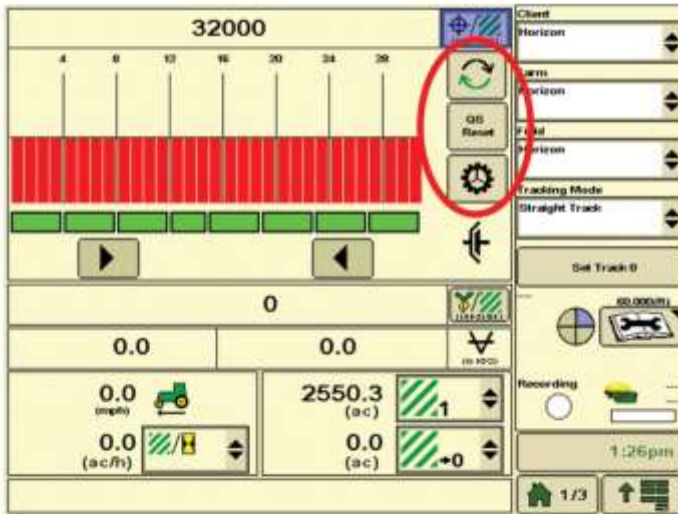 32000
4 8 12 16 20 24 28
QS
Reset
0
0.0
0.0
0.0
(mph)
0.0
(ac/h)
2550.3
(ac)
1
0.0
(ac)
0
Client
Horizon
Farm
Horizon
Field
Horizon
Tracking Mode
Straight Track
Set Track 0
---
Recording
1:26pm
1/3